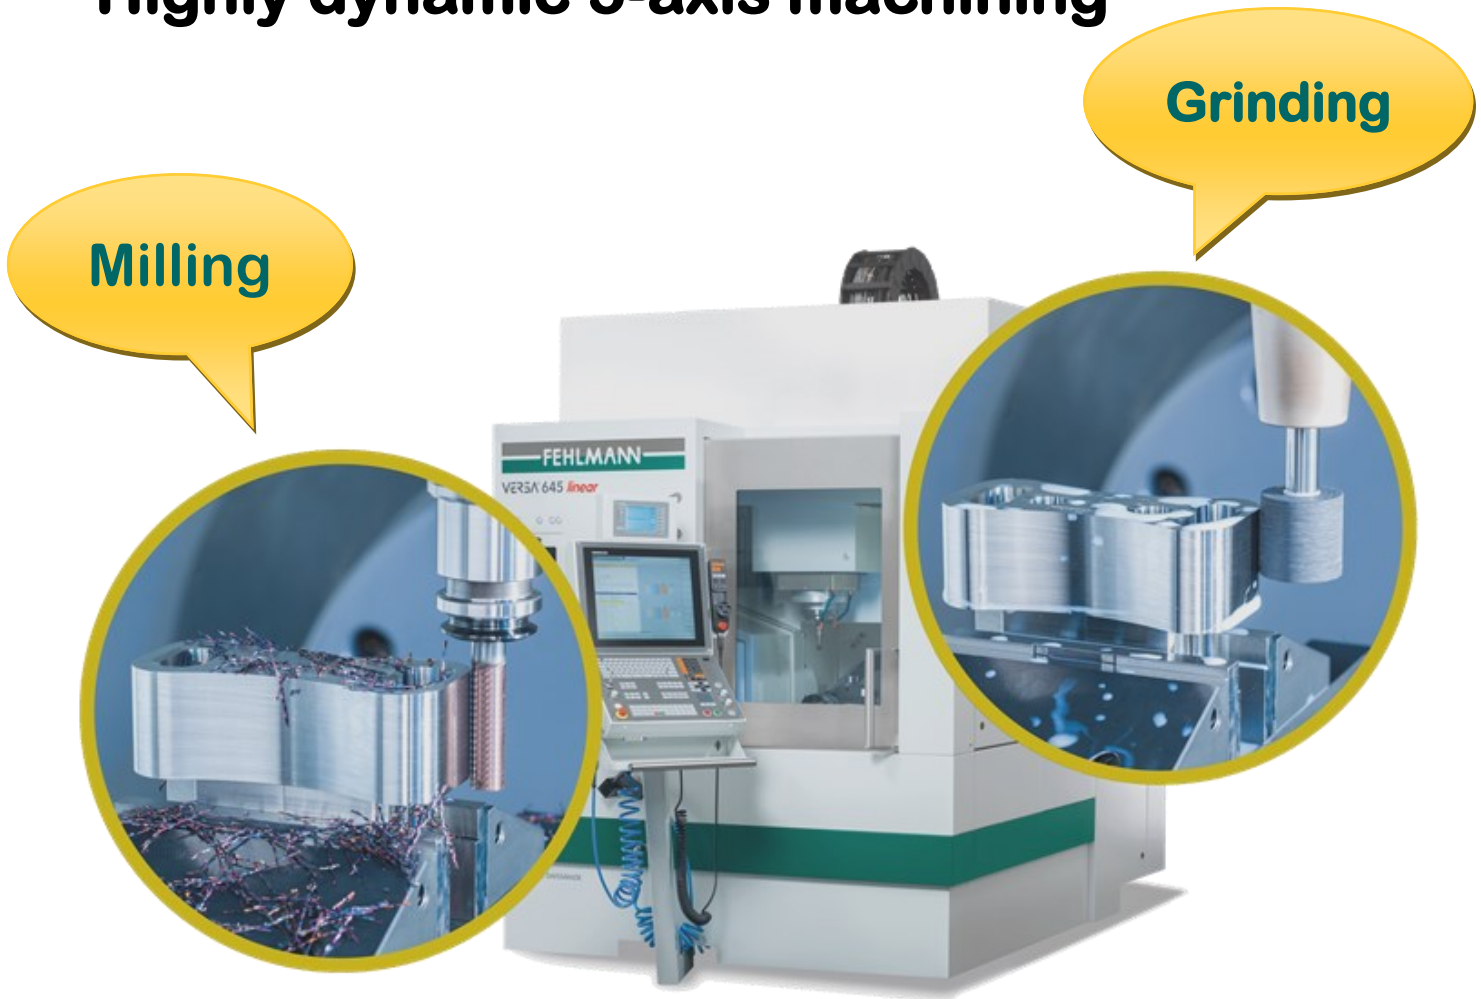 Highly dynamic 5-axis machining
Grinding
Milling
FEHLMANN
VERSA 645 linear